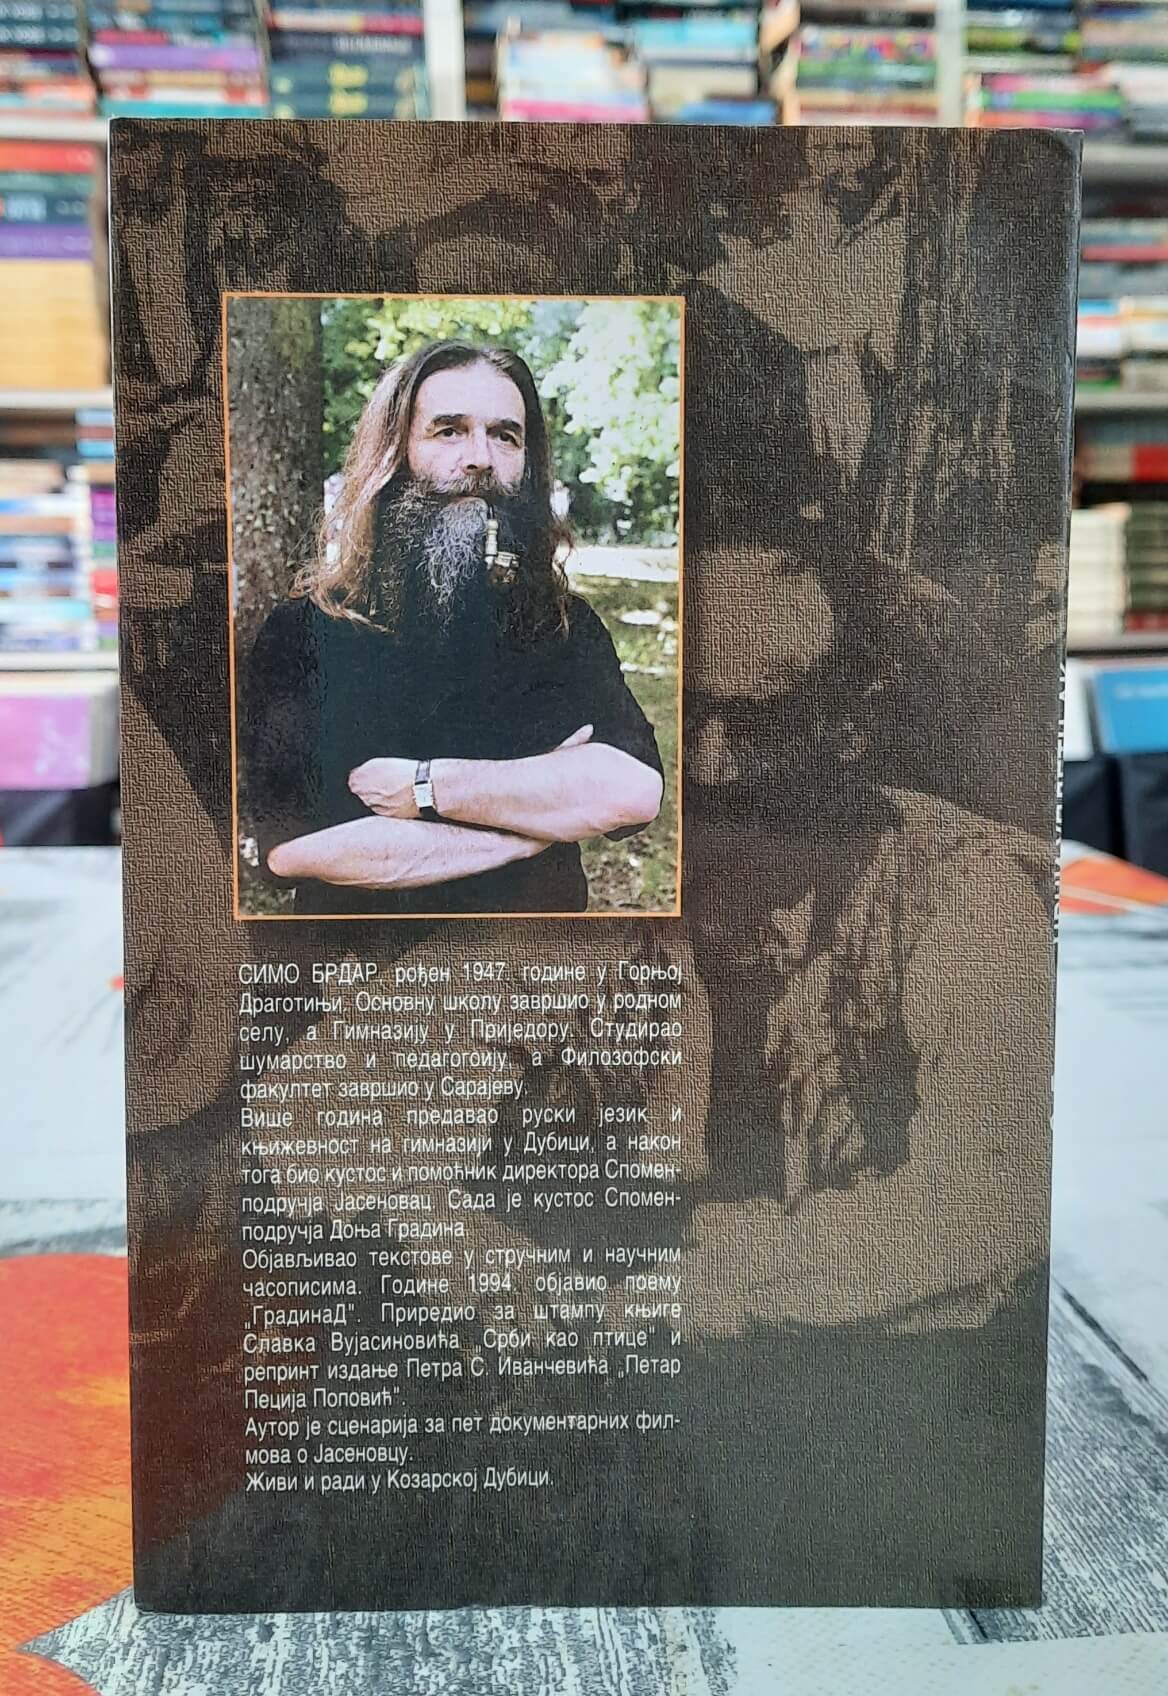 СИМО БРДАР, рођен 1947. године у Горњој
Драготињи. Основну школу завршио у родном
селу, а Гимназију у Приједору. Студирао
шумарство и педагогоију, а Филозофски
факултет завршио у Сарајеву.
Више година предавао руски језик и
књижевност на гимназији у Дубици, а након
тога био кустос и помоћник директора Спомен-
подручја Јасеновац. Сада је кустос Спомен-
подручја Доња Градина
Објављивао текстове у стручним и научним
часописима. Године 1994. објавио поему
„ГрадинаД". Приредио за штампу књиге
Славка Вујасиновића „Срби као птице" и
репринт издање Петра С. Иванчевића „Петар
Пеција Поповић".
Аутор је сценарија за пет документарних фил-
мова о Јасеновцу.
Живи и ради у Козарској Дубици.